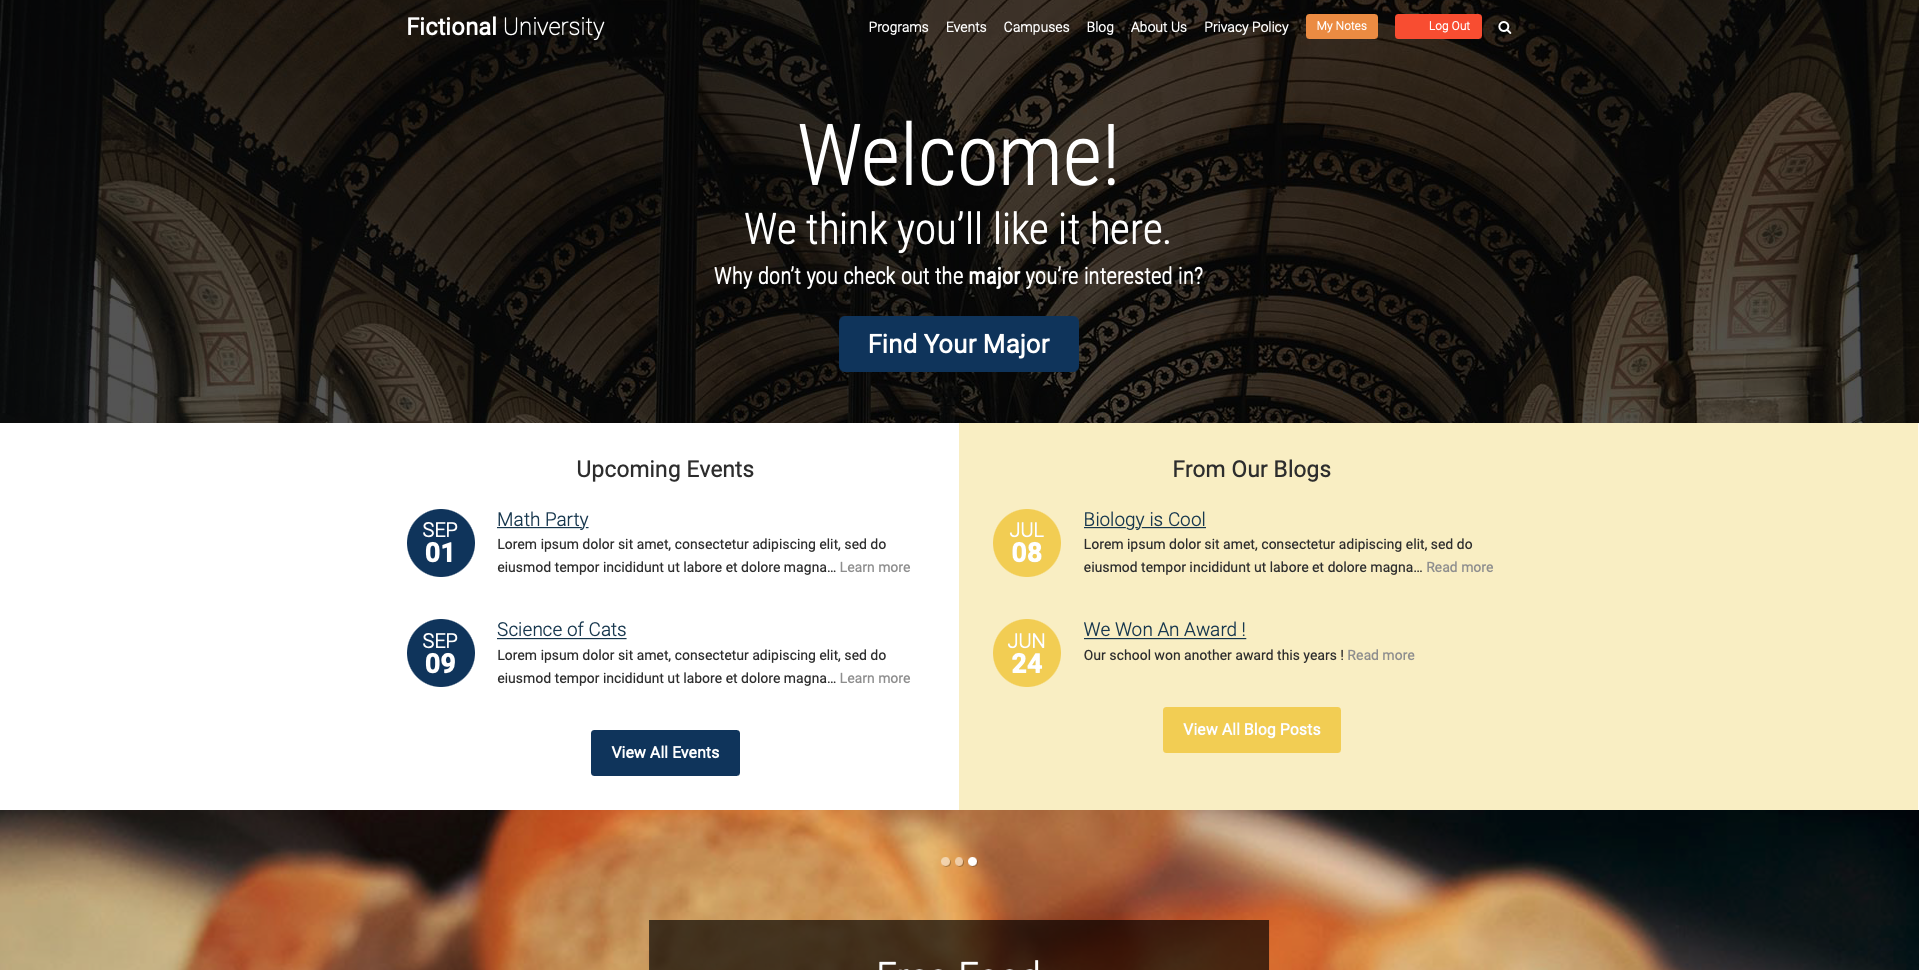 Fictional University
Programs Events Campuses Blog About Us Privacy Policy My Notes Log Out
Welcome!
We think you’ll like it here.
Why don’t you check out the major you’re interested in?
Find Your Major
Upcoming Events
SEP
01
Math Party
Lorem ipsum dolor sit amet, consectetur adipiscing elit, sed do
eiusmod tempor incididunt ut labore et dolore magna… Learn more
SEP
09
Science of Cats
Lorem ipsum dolor sit amet, consectetur adipiscing elit, sed do
eiusmod tempor incididunt ut labore et dolore magna… Learn more
View All Events
From Our Blogs
JUL
08
Biology is Cool
Lorem ipsum dolor sit amet, consectetur adipiscing elit, sed do
eiusmod tempor incididunt ut labore et dolore magna… Read more
JUN
24
We Won An Award !
Our school won another award this years ! Read more
View All Blog Posts
Free Food